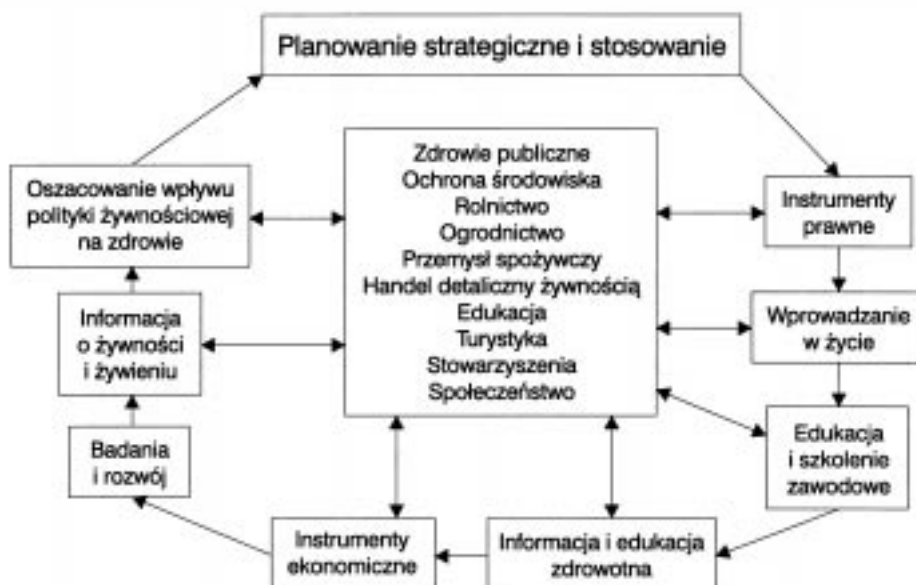 Planowanie strategiczne i stosowanie
Zdrowie publiczne
Ochrona środowiska
Rolnictwo
Ogrodnictwo
Przemysł spożywczy
Handel detaliczny żywnością
Edukacja
Turystyka
Stowarzyszenia
Społeczeństwo
Instrumenty
prawne
Wprowadzanie
w życie
Edukacja
i szkolenie
zawodowe
Informacja i edukacja
zdrowotna
Instrumenty
ekonomiczne
Badania
i rozwój
Informacja
o żywności
i żywieniu
Oszacowanie wpływu
polityki żywnościowej
na zdrowie